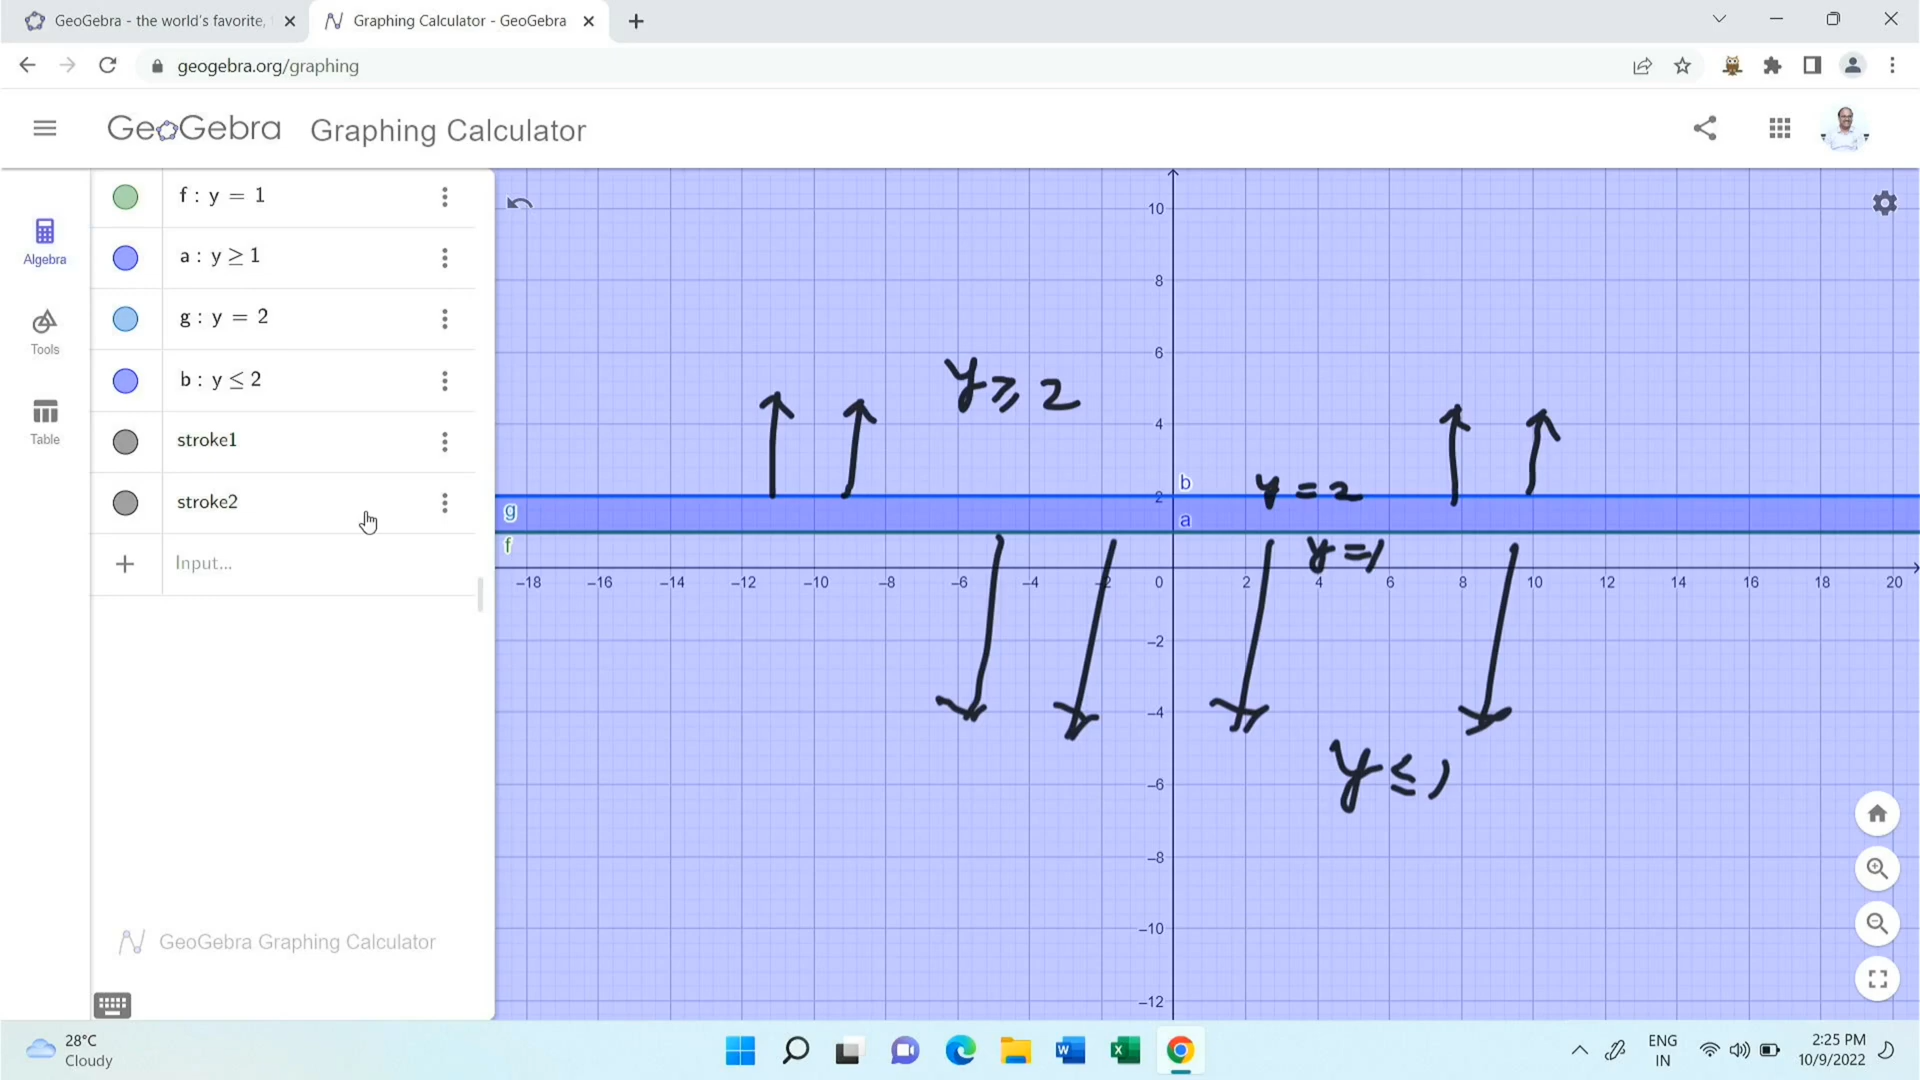 GeoGebra - the world's favorite,
Graphing Calculator - GeoGebra
geogebra.org/graphing
GeoGebra Graphing Calculator
f : y = 1
Algebra
a : y ≥ 1
g : y = 2
Tools
b : y ≤ 2
Table
stroke1
stroke2
Input...
GeoGebra Graphing Calculator
10
8
6
4
2
y ≥ 2
b
y = 2
g
a
f
y = 1
-18 -16 -14 -12 -10 -8 -6 -4 -2 0 2 4 6 8 10 12 14 16 18 20
-2
-4
-6
-8
-10
-12
y ≤ 1
28°C
Cloudy
ENG
IN
2:25 PM
10/9/2022